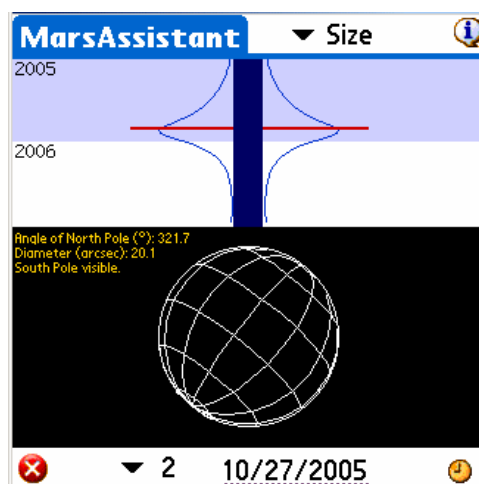 MarsAssistant
Size
2005
2006
Angle of North Pole (°): 321.7
Diameter (arcsec): 20.1
South Pole visible.
2
10/27/2005